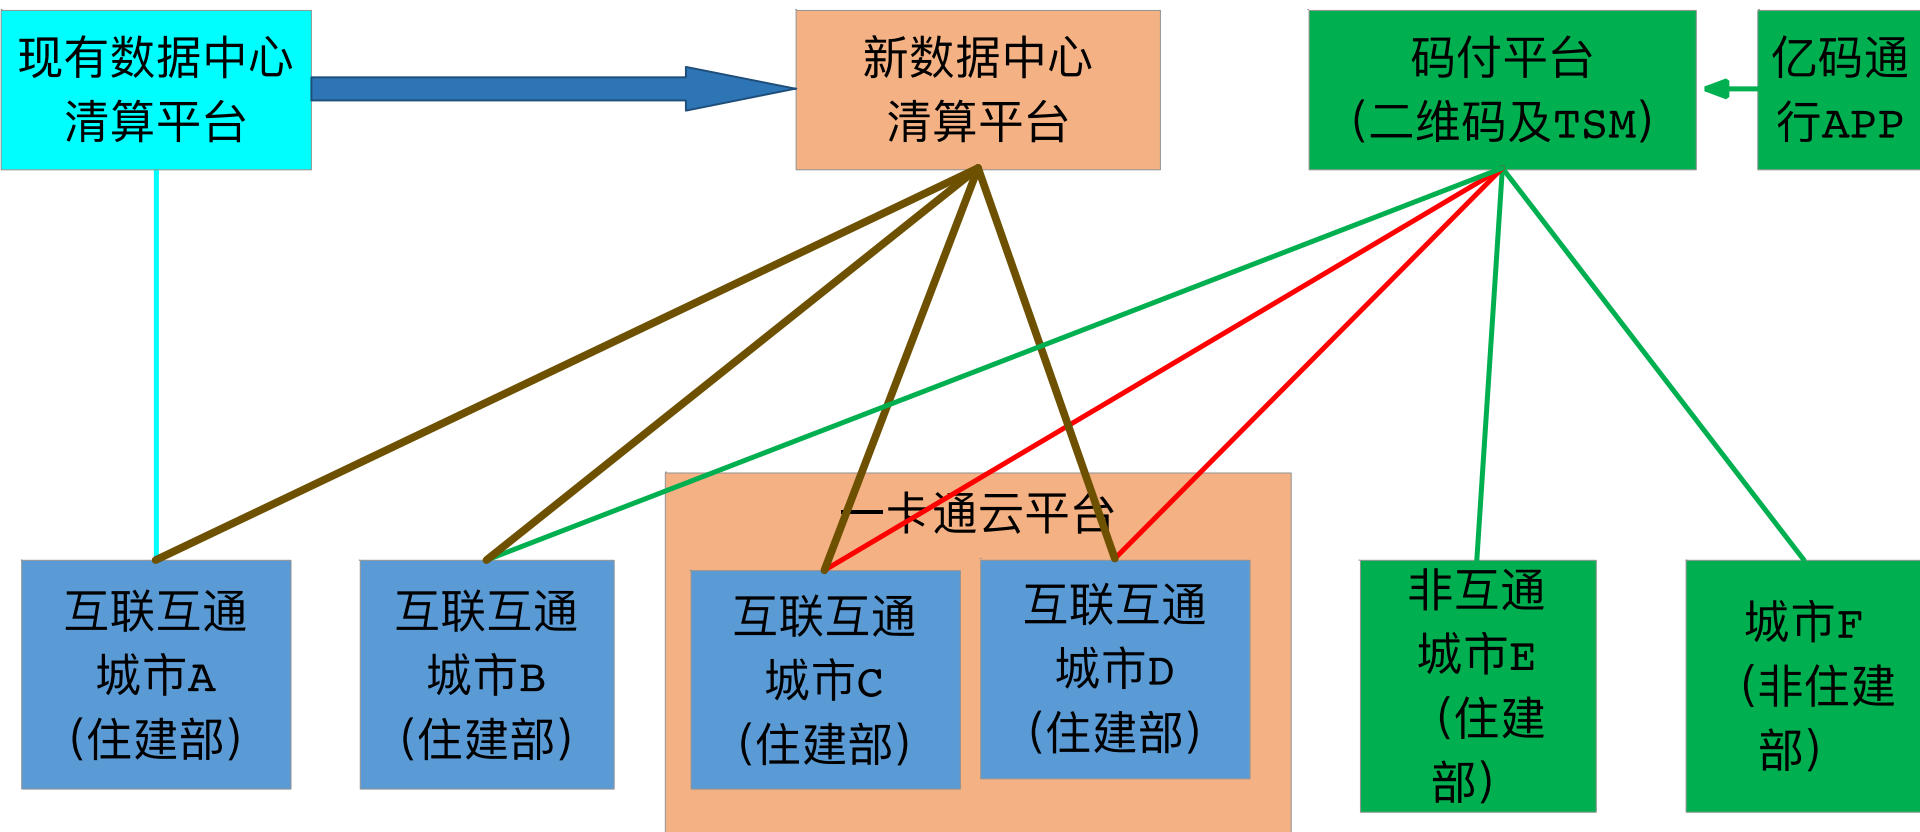 现有数据中心
清算平台
新数据中心
清算平台
码付平台
(二维码及TSM)
亿码通
行APP
一卡通云平台
互联互通
城市A
(住建部)
互联互通
城市B
(住建部)
互联互通
城市C
(住建部)
互联互通
城市D
(住建部)
非互通
城市E
(住建
部)
城市F
(非住建
部)